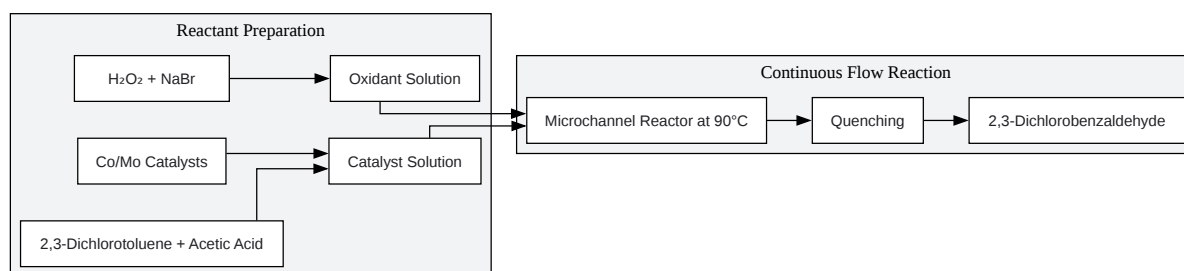 Reactant Preparation
H₂O₂ + NaBr
Oxidant Solution
Co/Mo Catalysts
Catalyst Solution
2,3-Dichlorotoluene + Acetic Acid
Continuous Flow Reaction
Microchannel Reactor at 90°C
Quenching
2,3-Dichlorobenzaldehyde